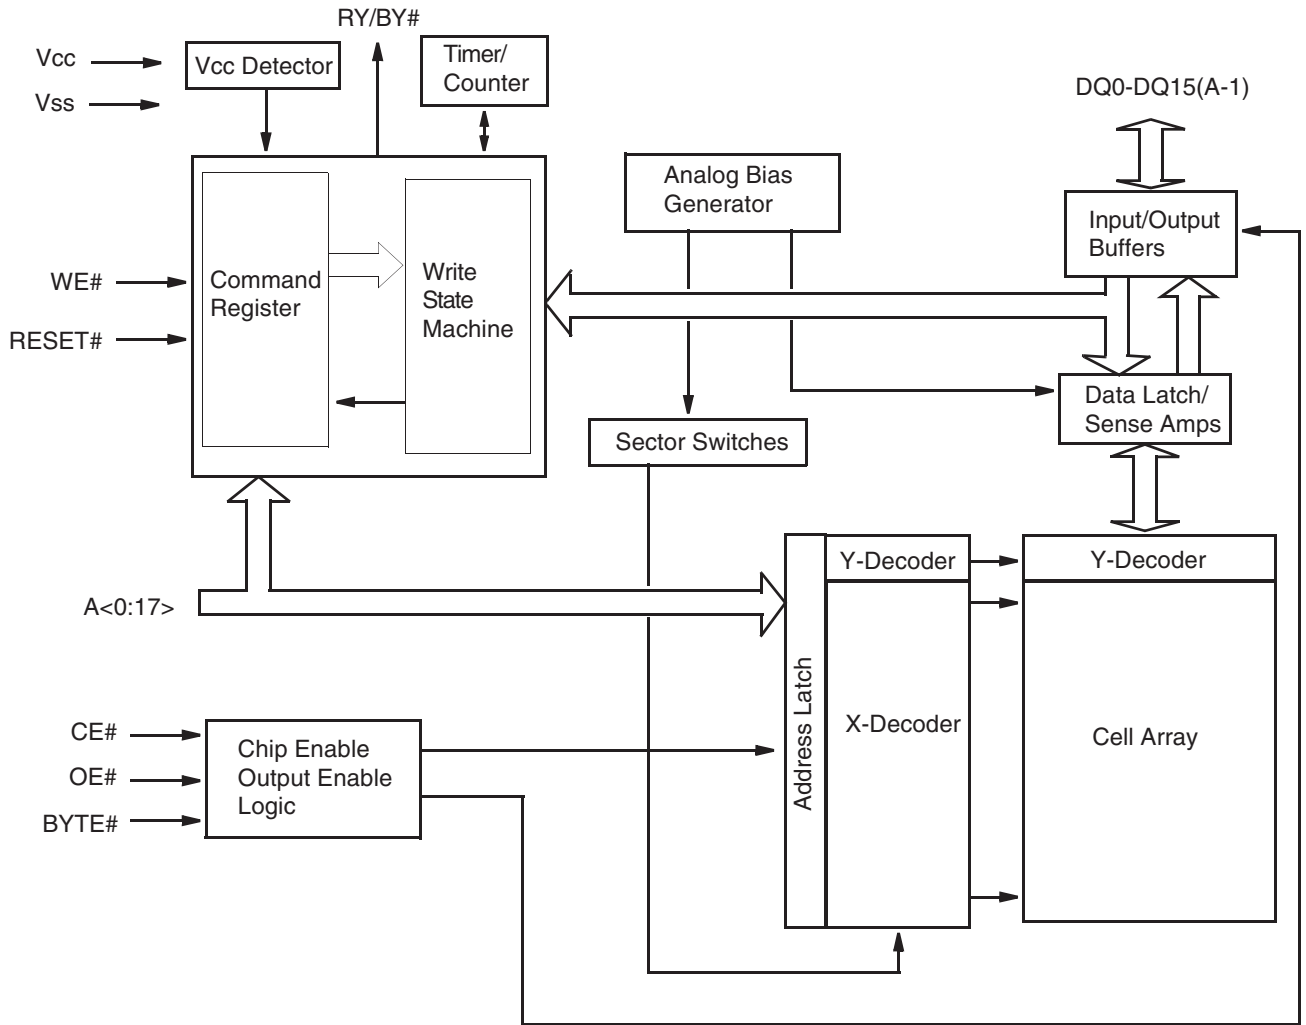 RY/BY#
Vcc
Vss
Vcc Detector
Timer/
Counter
DQ0-DQ15(A-1)
Analog Bias
Generator
Input/Output
Buffers
WE#
RESET#
Command
Register
Write
State
Machine
Data Latch/
Sense Amps
Sector Switches
A<0:17>
Y-Decoder
Y-Decoder
Address Latch
X-Decoder
Cell Array
CE#
OE#
BYTE#
Chip Enable
Output Enable
Logic